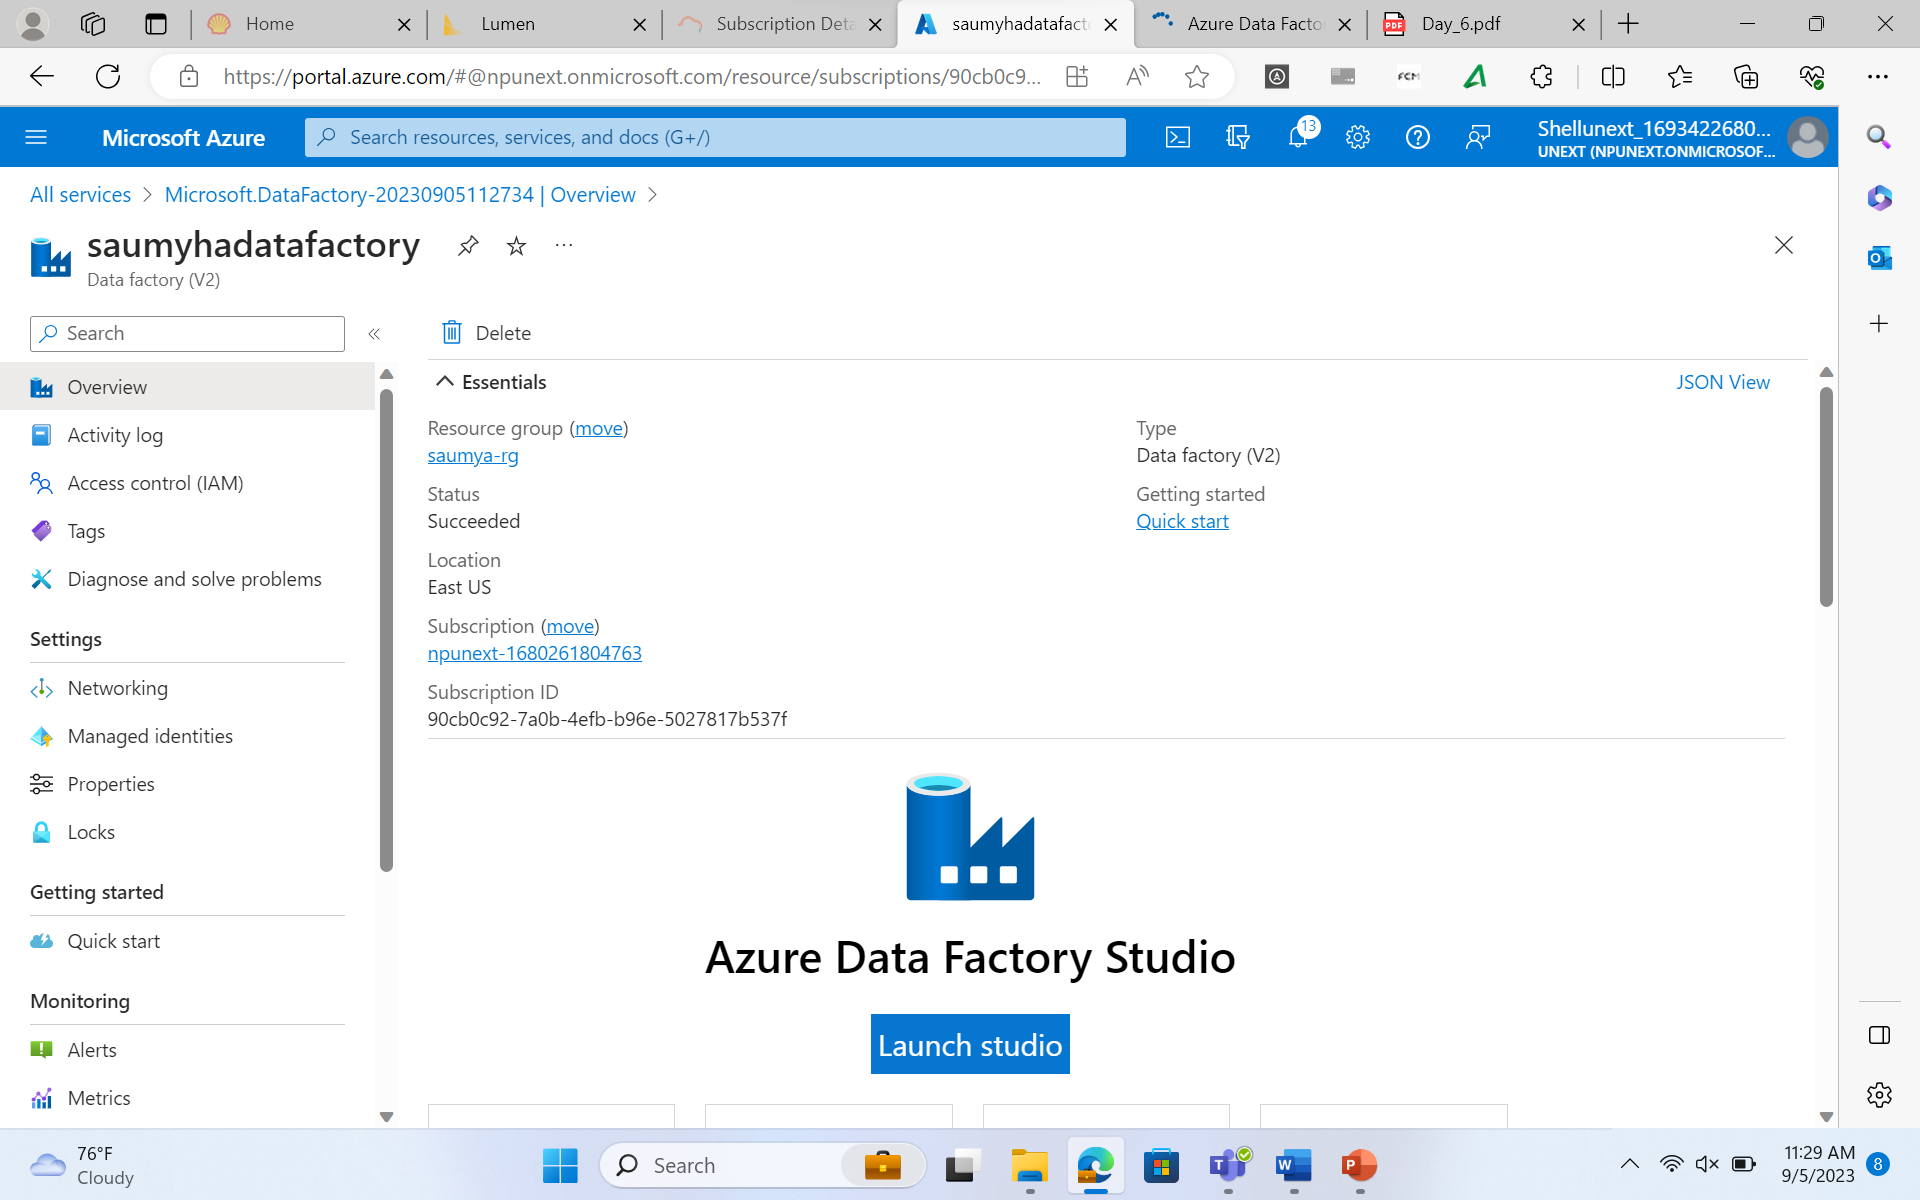 Home
Lumen
Subscription Deta
saumyhadatafact
Azure Data Facto
PDF
Day_6.pdf
https://portal.azure.com/#@npunext.onmicrosoft.com/resource/subscriptions/90cb0c9...
FCM
Microsoft Azure
Search resources, services, and docs (G+/)
13
Shellunext_1693422680...
UNEXT (NPUNEXT.ONMICROSOF...
All services > Microsoft.DataFactory-20230905112734 | Overview >
saumyhadatafactory
...
Data factory (V2)
Search
Delete
Overview
Activity log
Access control (IAM)
Tags
Diagnose and solve problems
Settings
Networking
Managed identities
Properties
Locks
Getting started
Quick start
Monitoring
Alerts
Metrics
Essentials
JSON View
Resource group (move)
saumya-rg
Status
Succeeded
Location
East US
Subscription (move)
npunext-1680261804763
Subscription ID
90cb0c92-7a0b-4efb-b96e-5027817b537f
Type
Data factory (V2)
Getting started
Quick start
Azure Data Factory Studio
Launch studio
76°F
Cloudy
Search
11:29 AM
9/5/2023
8